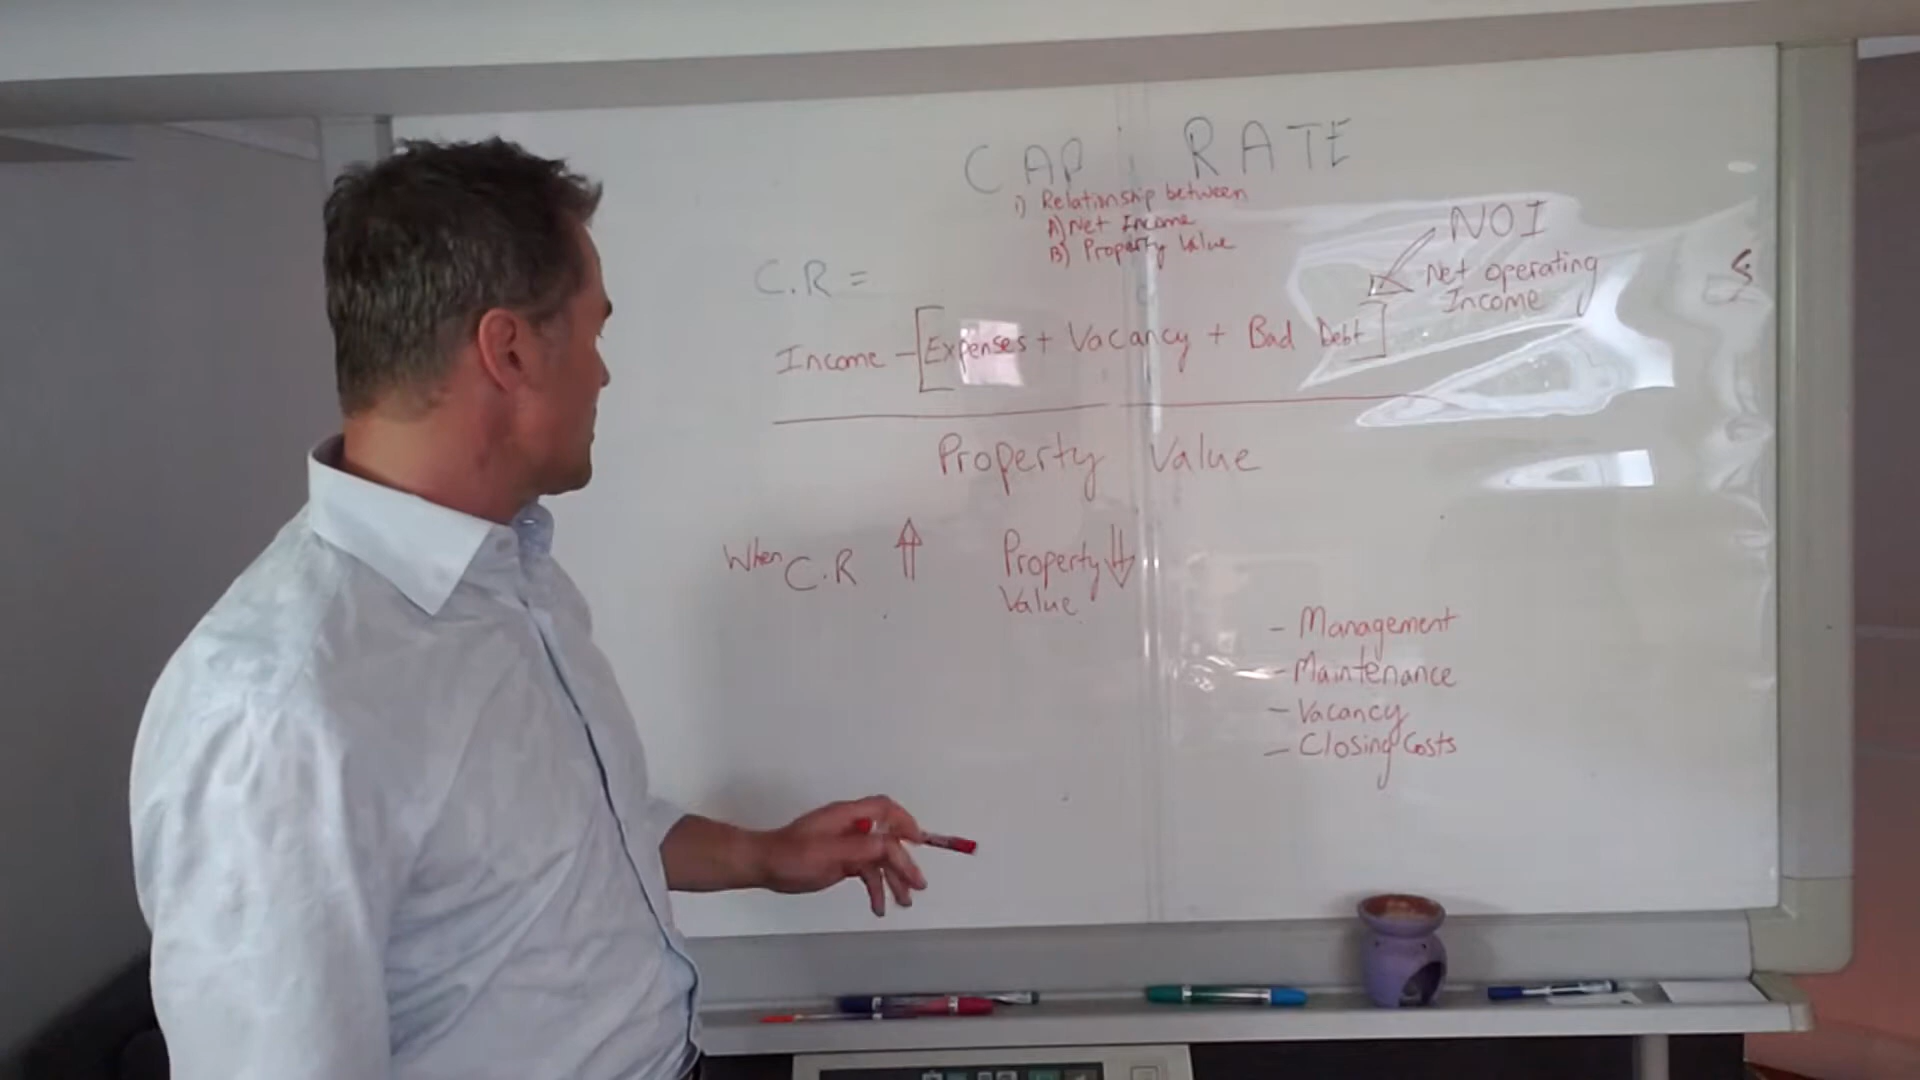 CAP RATE
1) Relationship between
A) Net Income
B) Property Value
NOI
Net operating
Income
C.R =
Income - [Expenses + Vacancy + Bad Debt]
Property Value
When C.R ⇑ Property Value ⇓
- Management
- Maintenance
- Vacancy
- Closing Costs